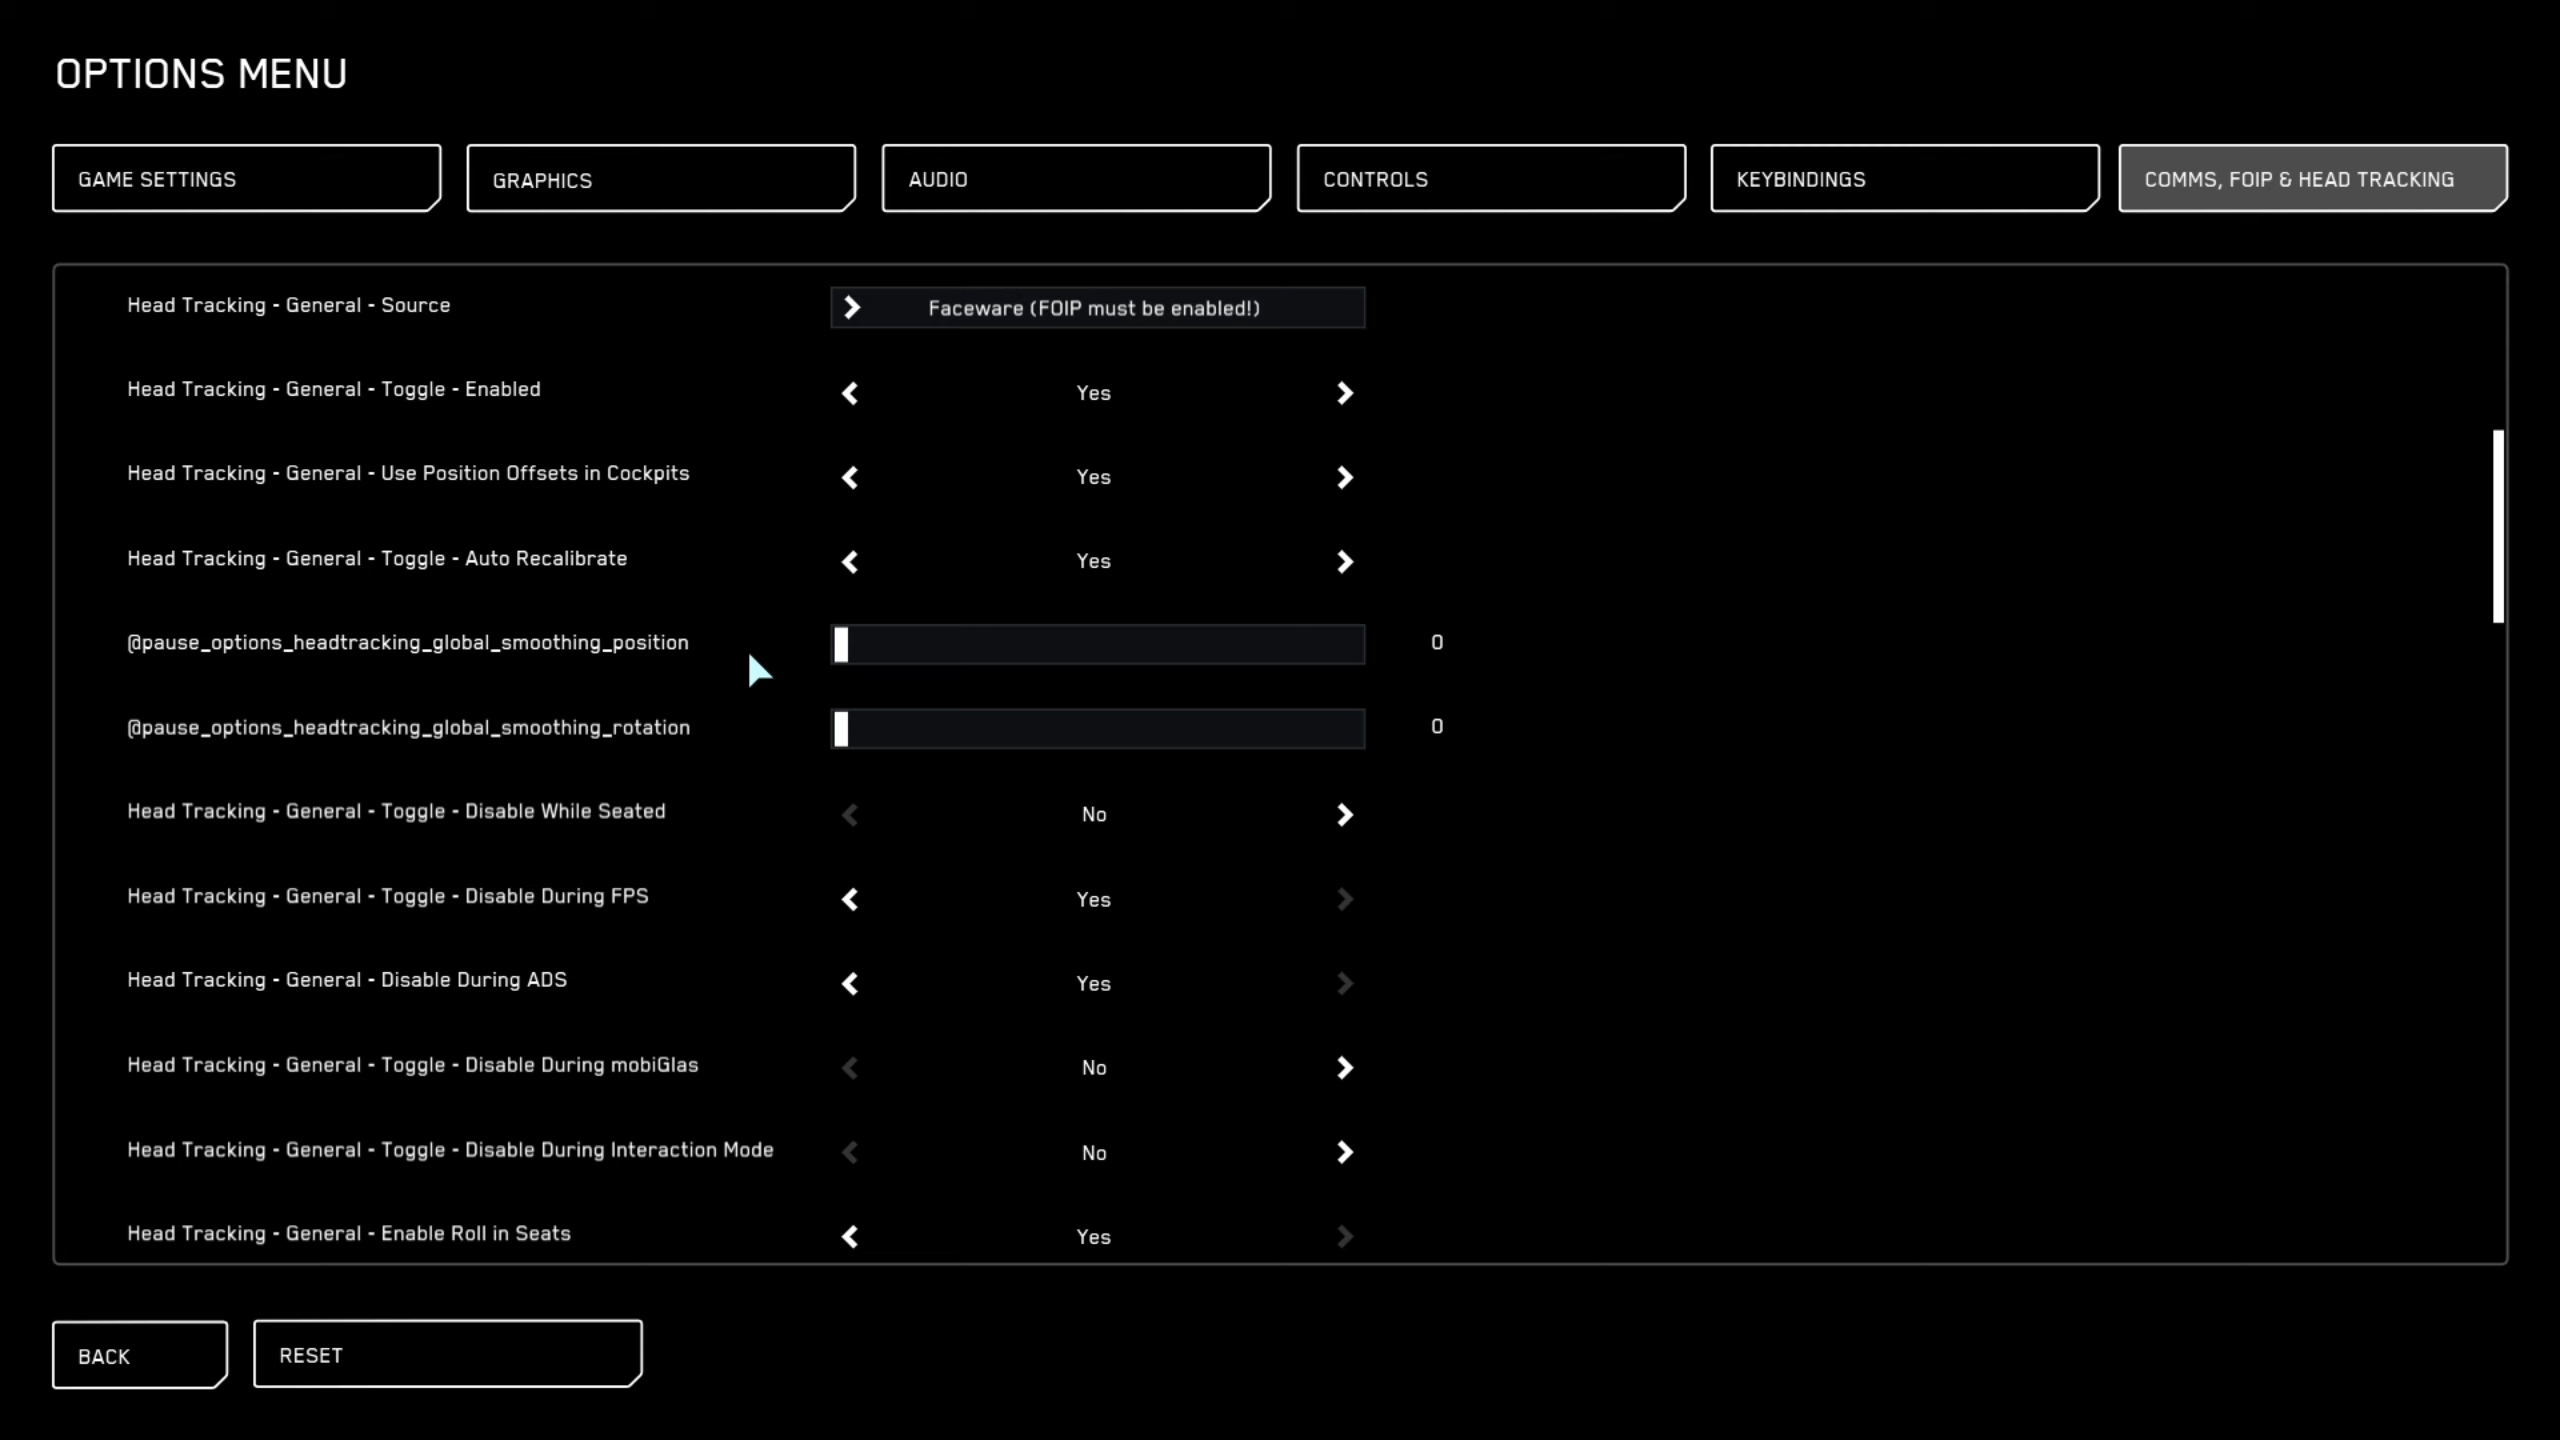 OPTIONS MENU
GAME SETTINGS
GRAPHICS
AUDIO
CONTROLS
KEYBINDINGS
COMMS, FOIP & HEAD TRACKING
Head Tracking - General - Source
Faceware (FOIP must be enabled!)
Head Tracking - General - Toggle - Enabled
Yes
Head Tracking - General - Use Position Offsets in Cockpits
Yes
Head Tracking - General - Toggle - Auto Recalibrate
Yes
@pause_options_headtracking_global_smoothing_position
0
@pause_options_headtracking_global_smoothing_rotation
0
Head Tracking - General - Toggle - Disable While Seated
No
Head Tracking - General - Toggle - Disable During FPS
Yes
Head Tracking - General - Disable During ADS
Yes
Head Tracking - General - Toggle - Disable During mobiGlas
No
Head Tracking - General - Toggle - Disable During Interaction Mode
No
Head Tracking - General - Enable Roll in Seats
Yes
BACK
RESET